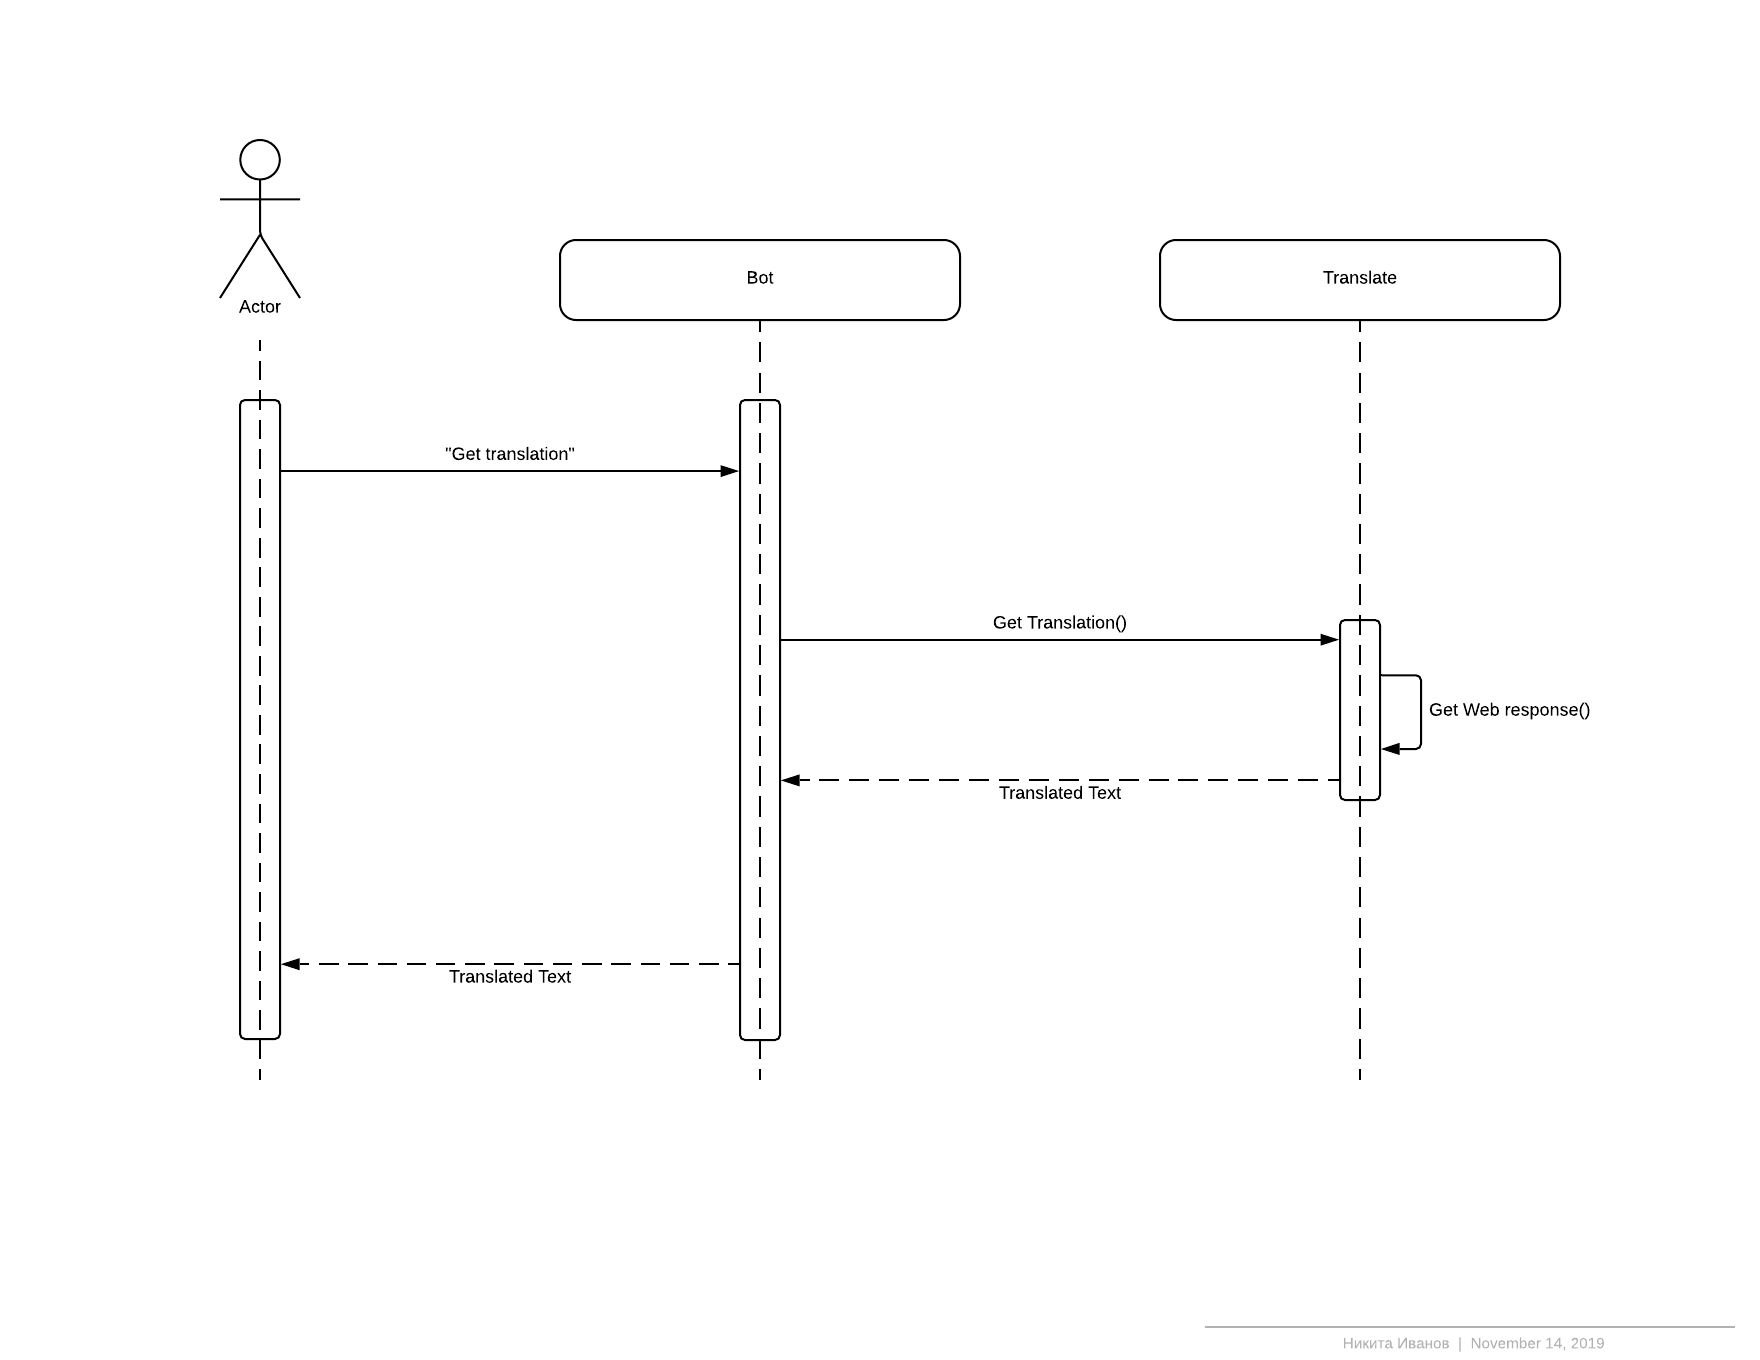 Actor
Bot
Translate
"Get translation"
Get Translation()
Get Web response()
Translated Text
Translated Text
Никита Иванов | November 14, 2019